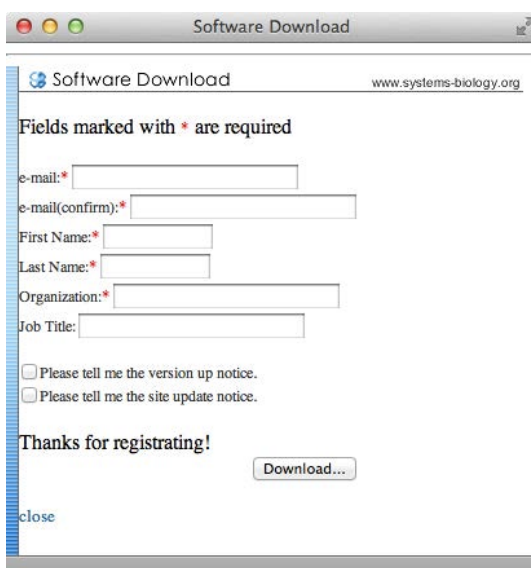 Software Download
Software Download
www.systems-biology.org
Fields marked with * are required
e-mail:*
e-mail(confirm):*
First Name:*
Last Name:*
Organization:*
Job Title:
Please tell me the version up notice.
Please tell me the site update notice.
Thanks for registrating!
Download...
close